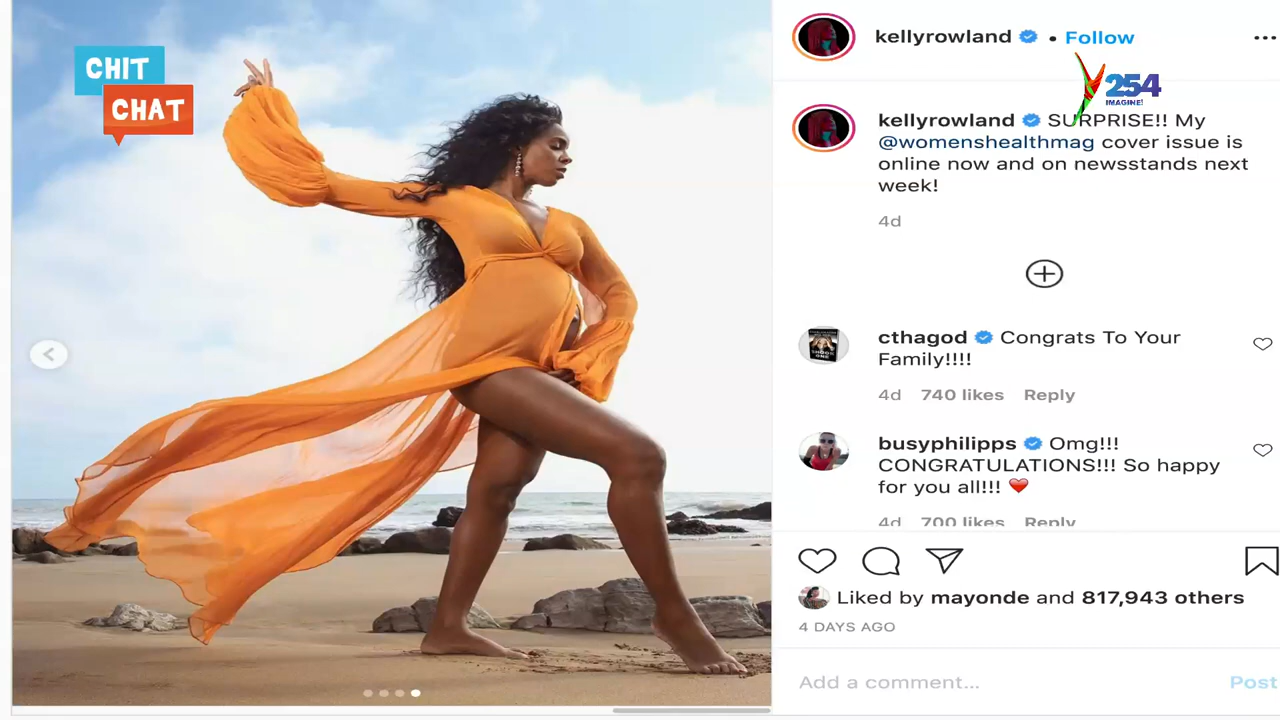 CHIT
CHAT
kellyrowland • Follow
254
IMAGINE!
kellyrowland SURPRISE!! My
@womenshealthmag cover issue is
online now and on newsstands next
week!
4d
cthagod Congrats To Your
Family!!!!
4d 740 likes Reply
busyphilipps Omg!!!
CONGRATULATIONS!!! So happy
for you all!!! ❤️
4d 700 likes Reply
Liked by mayonde and 817,943 others
4 DAYS AGO
Add a comment...
Post